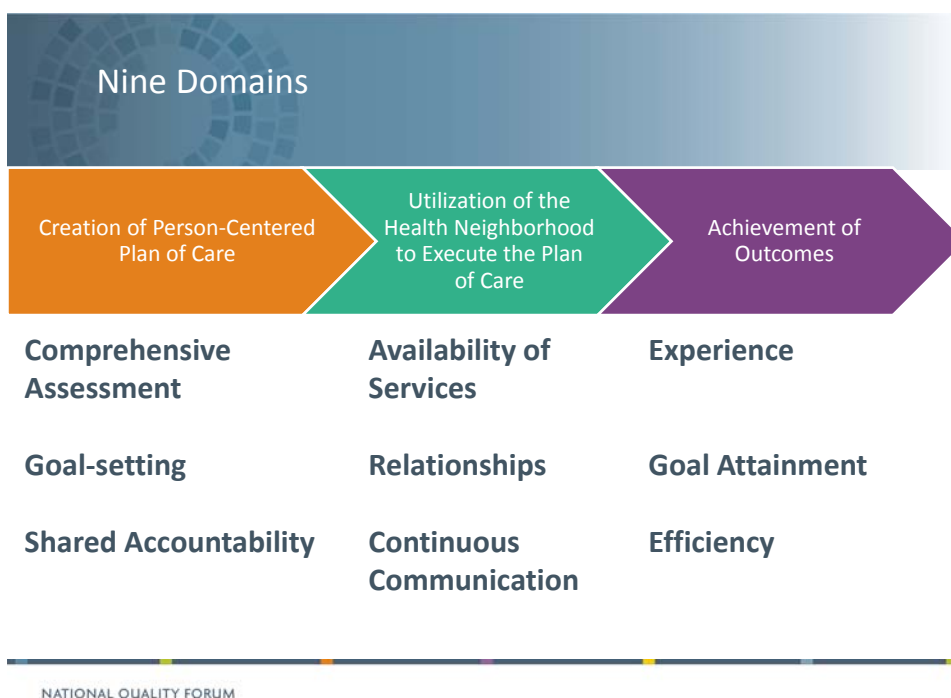 Nine Domains
Creation of Person-Centered
Plan of Care
Utilization of the
Health Neighborhood
to Execute the Plan
of Care
Achievement of
Outcomes
Comprehensive
Assessment
Availability of
Services
Experience
Goal-setting
Relationships
Goal Attainment
Shared Accountability
Continuous
Communication
Efficiency
NATIONAL QUALITY FORUM